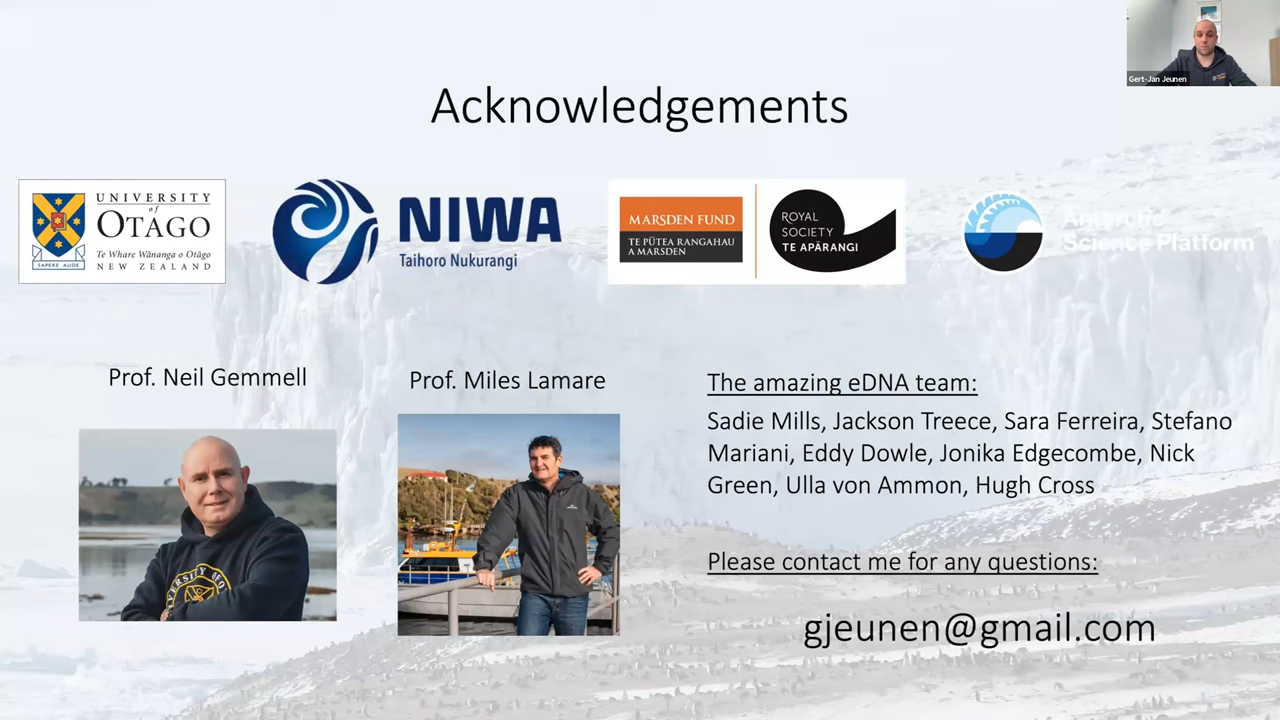 Gert-Jan Jeunen
Acknowledgements
UNIVERSITY
of
OTĀGO
Te Whare Wānanga o Otāgo
NEW ZEALAND
SAPERE AUDE
NIWA
Taihoro Nukurangi
MARSDEN FUND
TE PŪTEA RANGAHAU
A MARSDEN
ROYAL
SOCIETY
TE APĀRANGI
Antarctic
Science Platform
Prof. Neil Gemmell
Prof. Miles Lamare
The amazing eDNA team:
Sadie Mills, Jackson Treece, Sara Ferreira, Stefano
Mariani, Eddy Dowle, Jonika Edgecombe, Nick
Green, Ulla von Ammon, Hugh Cross
Please contact me for any questions:
gjeunen@gmail.com